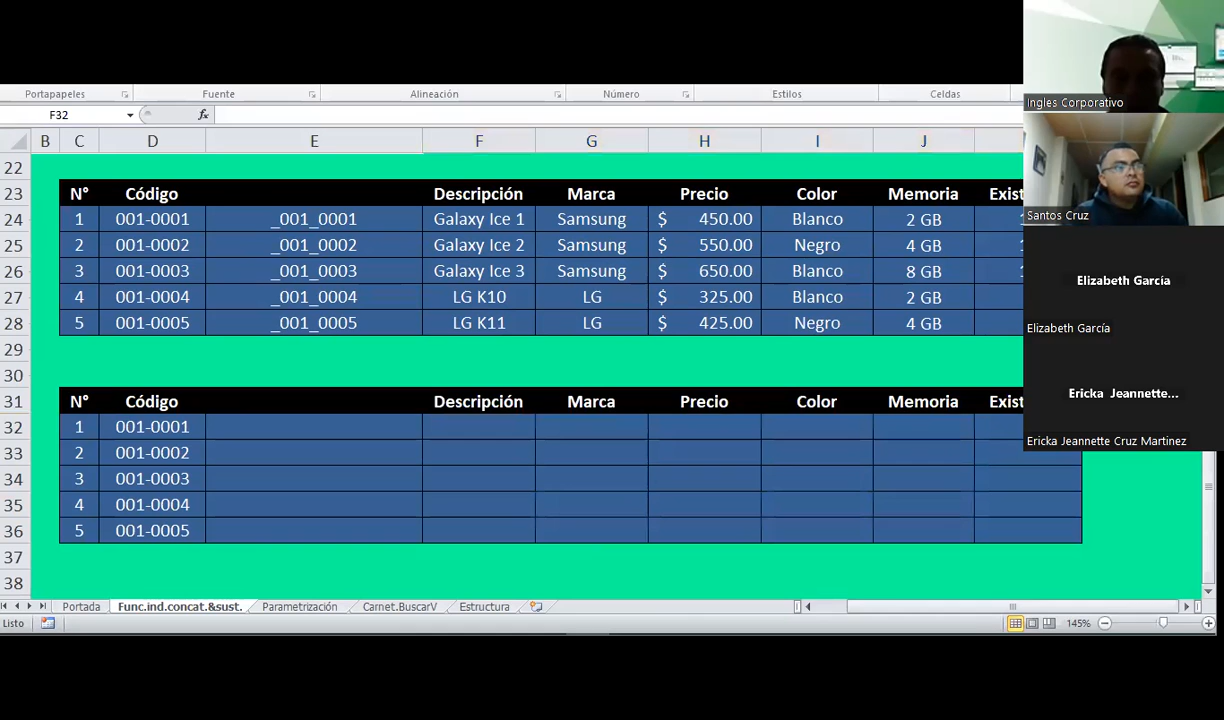 Portapapeles Fuente Alineación Número Estilos Celdas
F32 fx
B C D E F G H I J
22
23 N° Código Descripción Marca Precio Color Memoria Exist
24 1 001-0001 _001_0001 Galaxy Ice 1 Samsung $ 450.00 Blanco 2 GB 1
25 2 001-0002 _001_0002 Galaxy Ice 2 Samsung $ 550.00 Negro 4 GB 1
26 3 001-0003 _001_0003 Galaxy Ice 3 Samsung $ 650.00 Blanco 8 GB 1
27 4 001-0004 _001_0004 LG K10 LG $ 325.00 Blanco 2 GB
28 5 001-0005 _001_0005 LG K11 LG $ 425.00 Negro 4 GB
29
30
31 N° Código Descripción Marca Precio Color Memoria Exist
32 1 001-0001
33 2 001-0002
34 3 001-0003
35 4 001-0004
36 5 001-0005
37
38
Portada Func.ind.concat.&sust. Parametrización Carnet.BuscarV Estructura
Listo 145%
Ingles Corporativo
Santos Cruz
Elizabeth García
Elizabeth García
Ericka Jeannette...
Ericka Jeannette Cruz Martinez